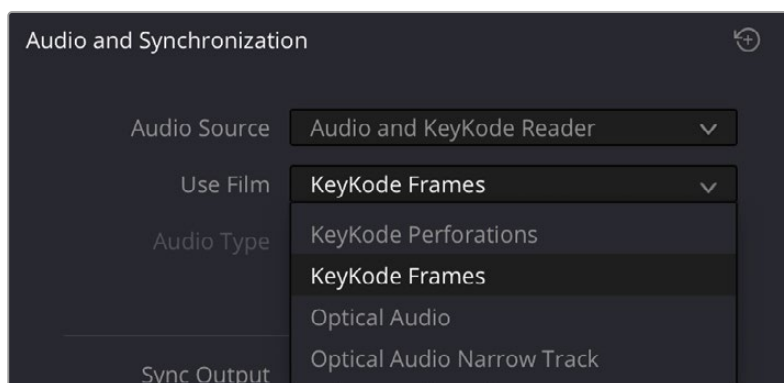 Audio and Synchronization
Audio Source Audio and KeyKode Reader
Use Film KeyKode Frames
Audio Type KeyKode Perforations
KeyKode Frames
Optical Audio
Sync Output Optical Audio Narrow Track